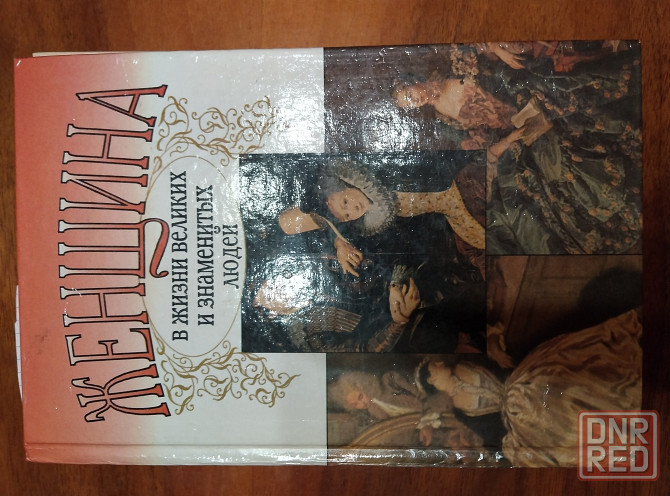 ЖЕНЩИНА
В ЖИЗНИ ВЕЛИКИХ
И ЗНАМЕНИТЫХ
ЛЮДЕЙ
DNR
RED